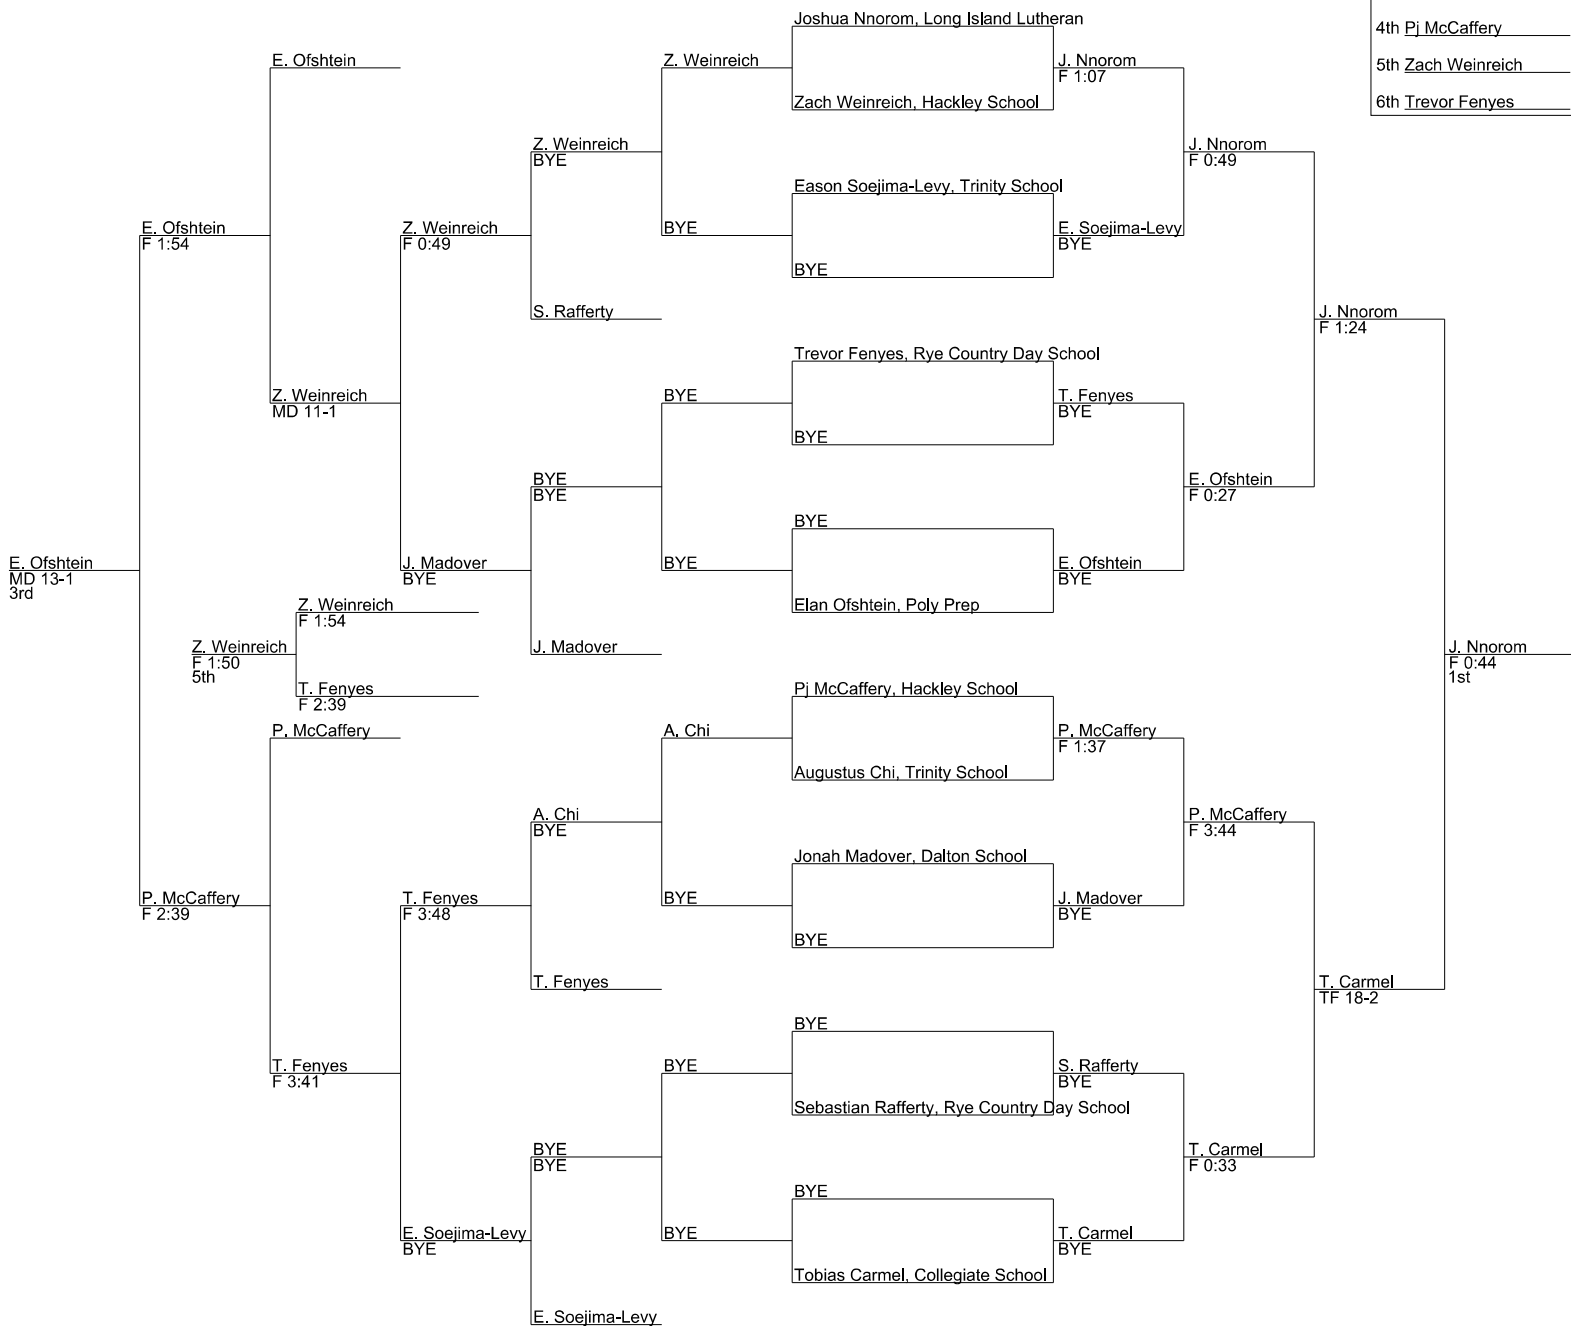 Joshua Nnorom, Long Island Lutheran
4th Pj McCaffery
E. Ofshtein
Z. Weinreich
J. Nnorom
F 1:07
5th Zach Weinreich
Zach Weinreich, Hackley School
6th Trevor Fenyes
Z. Weinreich
BYE
J. Nnorom
F 0:49
Eason Soejima-Levy, Trinity School
E. Ofshtein
F 1:54
Z. Weinreich
F 0:49
BYE
E. Soejima-Levy
BYE
BYE
S. Rafferty
J. Nnorom
F 1:24
Trevor Fenyes, Rye Country Day School
Z. Weinreich
MD 11-1
BYE
T. Fenyes
BYE
BYE
BYE
BYE
E. Ofshtein
F 0:27
BYE
E. Ofshtein
MD 13-1
3rd
J. Madover
BYE
BYE
E. Ofshtein
BYE
Z. Weinreich
F 1:54
Elan Ofshtein, Poly Prep
Z. Weinreich
F 1:50
5th
J. Madover
J. Nnorom
F 0:44
1st
T. Fenyes
F 2:39
Pj McCaffery, Hackley School
P. McCaffery
A. Chi
P. McCaffery
F 1:37
Augustus Chi, Trinity School
A. Chi
BYE
P. McCaffery
F 3:44
Jonah Madover, Dalton School
P. McCaffery
F 2:39
T. Fenyes
F 3:48
BYE
J. Madover
BYE
BYE
T. Fenyes
T. Carmel
TF 18-2
BYE
T. Fenyes
F 3:41
BYE
S. Rafferty
BYE
Sebastian Rafferty, Rye Country Day School
BYE
BYE
T. Carmel
F 0:33
BYE
E. Soejima-Levy
BYE
BYE
T. Carmel
BYE
Tobias Carmel, Collegiate School
E. Soejima-Levy